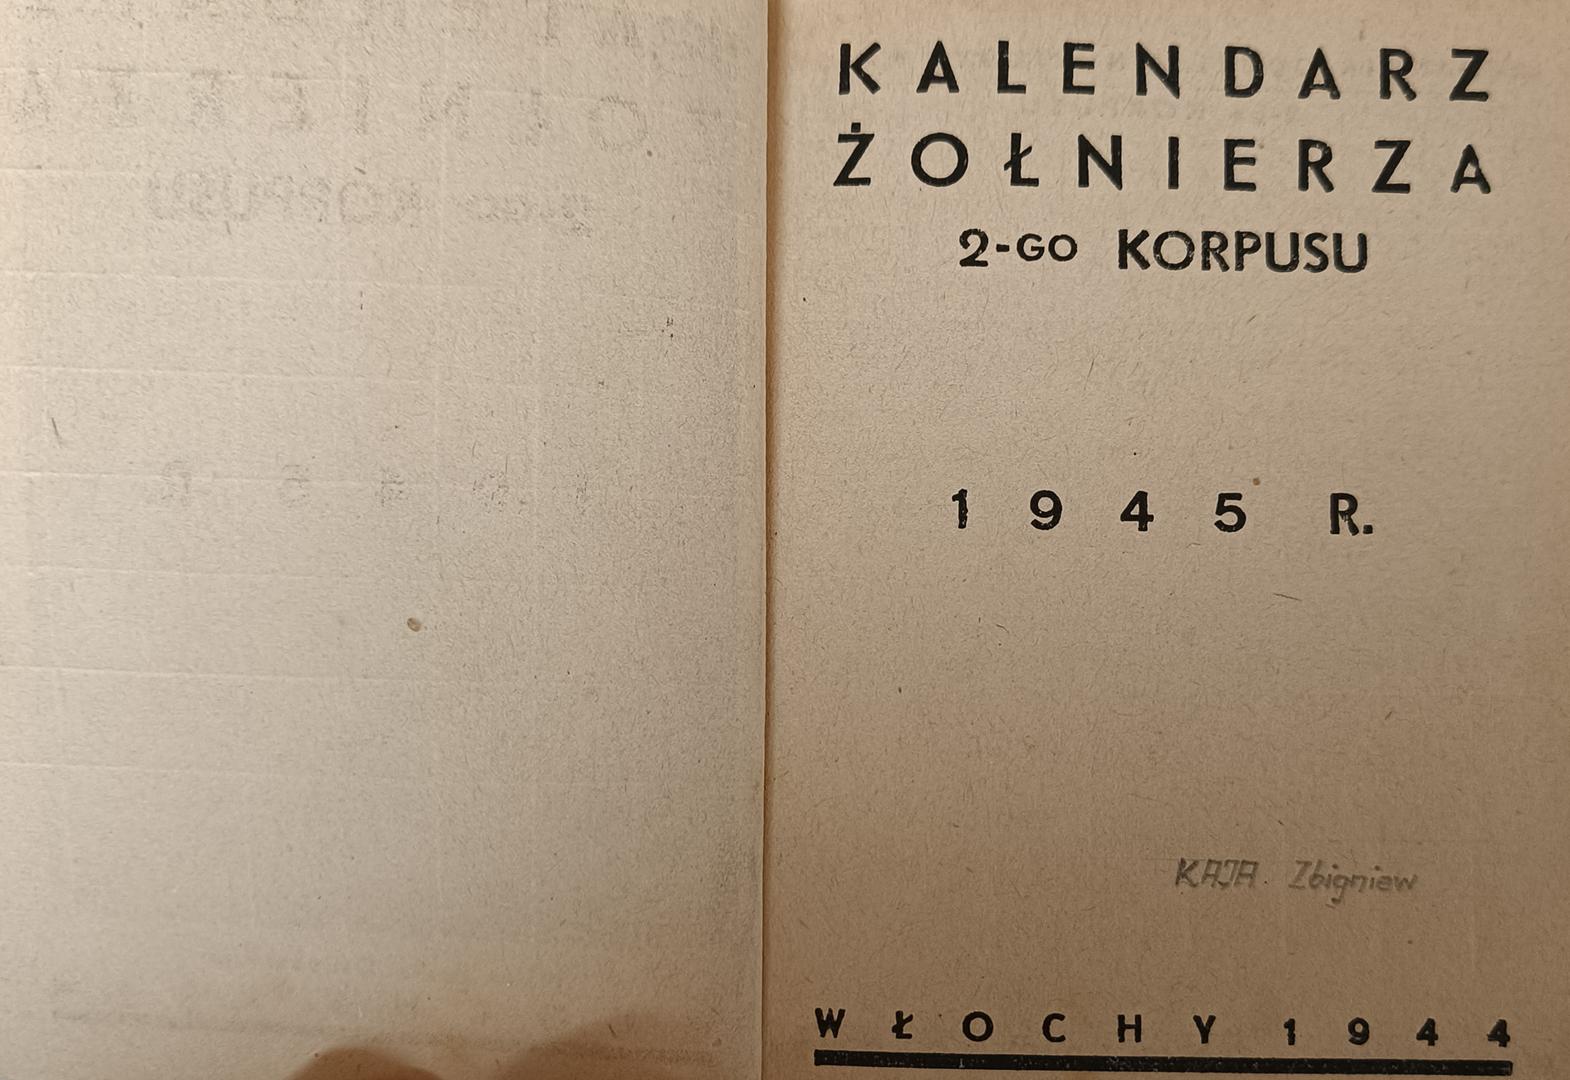 KALENDARZ
ŻOŁNIERZA
2-GO KORPUSU
1945 R.
KAJA Zbigniew
WŁOCHY 1944